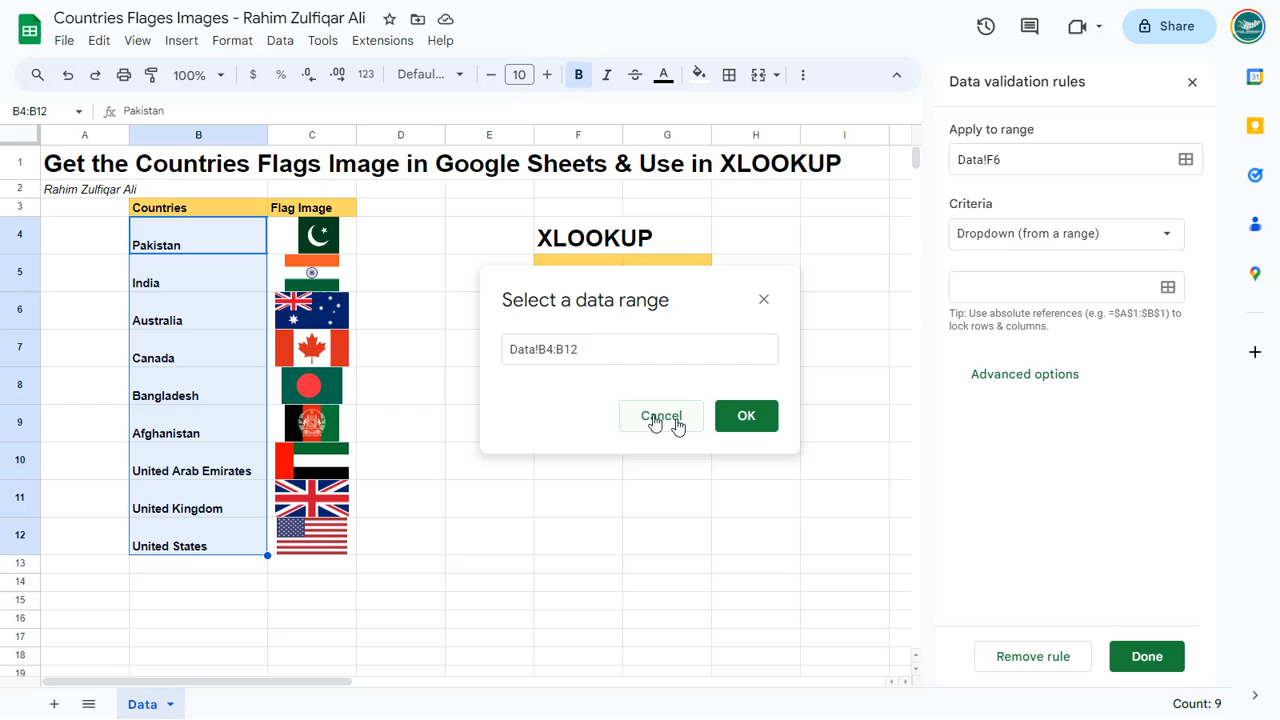 Countries Flages Images - Rahim Zulfiqar Ali
File Edit View Insert Format Data Tools Extensions Help
Share
100% $ % .0 .00 123 Defaul... 10 B I S A
B4:B12 fx Pakistan
A B C D E F G H I
1 Get the Countries Flags Image in Google Sheets & Use in XLOOKUP
2 Rahim Zulfiqar Ali
3 Countries Flag Image
4 Pakistan XLOOKUP
5 India
6 Australia
7 Canada
8 Bangladesh
9 Afghanistan
10 United Arab Emirates
11 United Kingdom
12 United States
13
14
15
16
17
18
19
Select a data range
Data!B4:B12
Cancel OK
Data validation rules
Apply to range
Data!F6
Criteria
Dropdown (from a range)
Tip: Use absolute references (e.g. =$A$1:$B$1) to
lock rows & columns.
Advanced options
Remove rule Done
31
Data
Count: 9